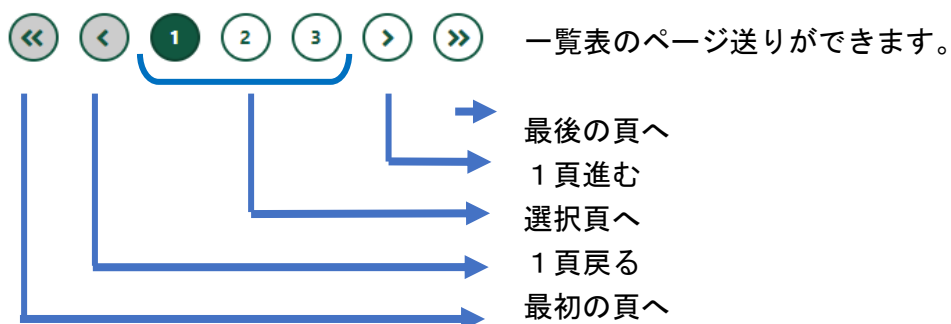 « < 1 2 3 > » 一覧表のページ送りができます。
最後の頁へ
１頁進む
選択頁へ
１頁戻る
最初の頁へ